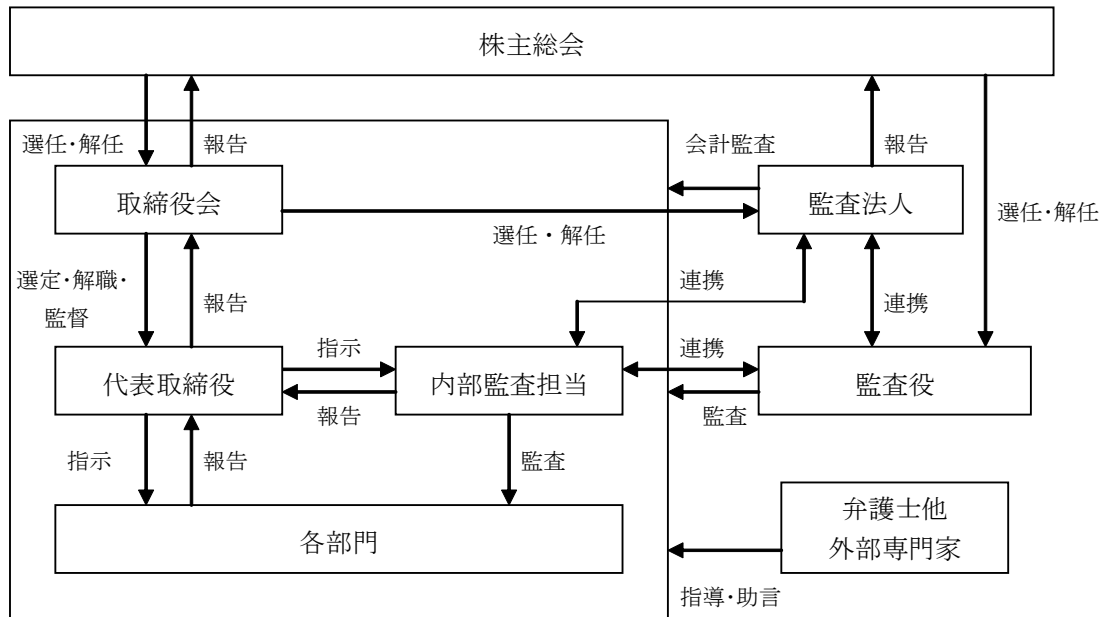 株主総会
選任・解任
報告
会計監査
報告
取締役会
監査法人
選任・解任
選任・解任
選定・解職・
監督
報告
連携
連携
指示
連携
代表取締役
内部監査担当
監査役
報告
監査
指示
報告
監査
弁護士他
外部専門家
各部門
指導・助言